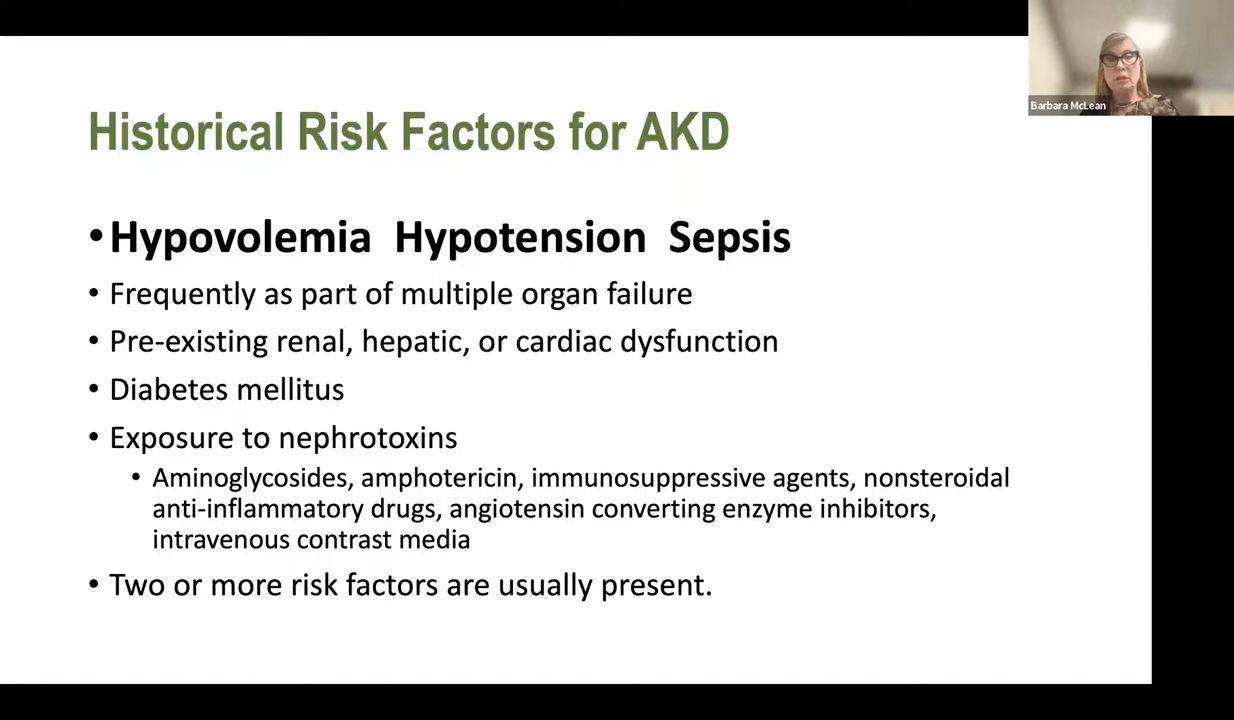 Barbara McLean
Historical Risk Factors for AKD
•Hypovolemia Hypotension Sepsis
• Frequently as part of multiple organ failure
• Pre-existing renal, hepatic, or cardiac dysfunction
• Diabetes mellitus
• Exposure to nephrotoxins
• Aminoglycosides, amphotericin, immunosuppressive agents, nonsteroidal
anti-inflammatory drugs, angiotensin converting enzyme inhibitors,
intravenous contrast media
• Two or more risk factors are usually present.